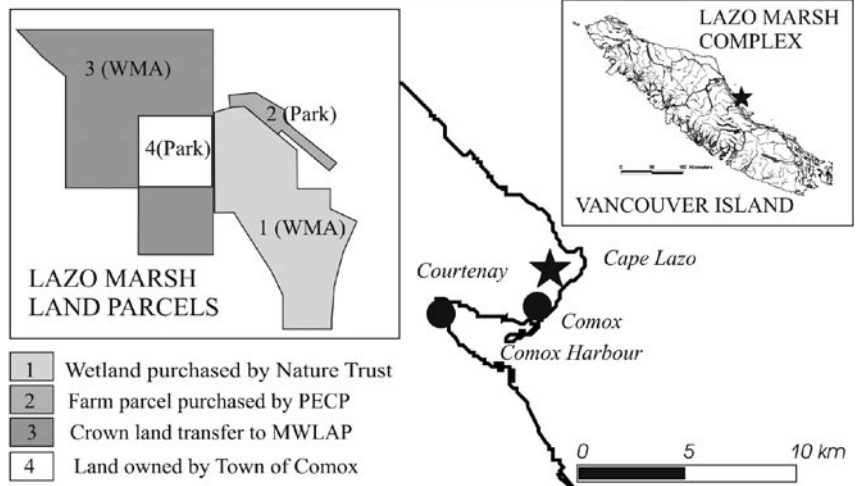 3 (WMA)
2 (Park)
4(Park)
1 (WMA)
LAZO MARSH
LAND PARCELS
1 Wetland purchased by Nature Trust
2 Farm parcel purchased by PECP
3 Crown land transfer to MWLAP
4 Land owned by Town of Comox
LAZO MARSH
COMPLEX
VANCOUVER ISLAND
Cape Lazo
Courtenay
Comox
Comox Harbour
0 5 10 km